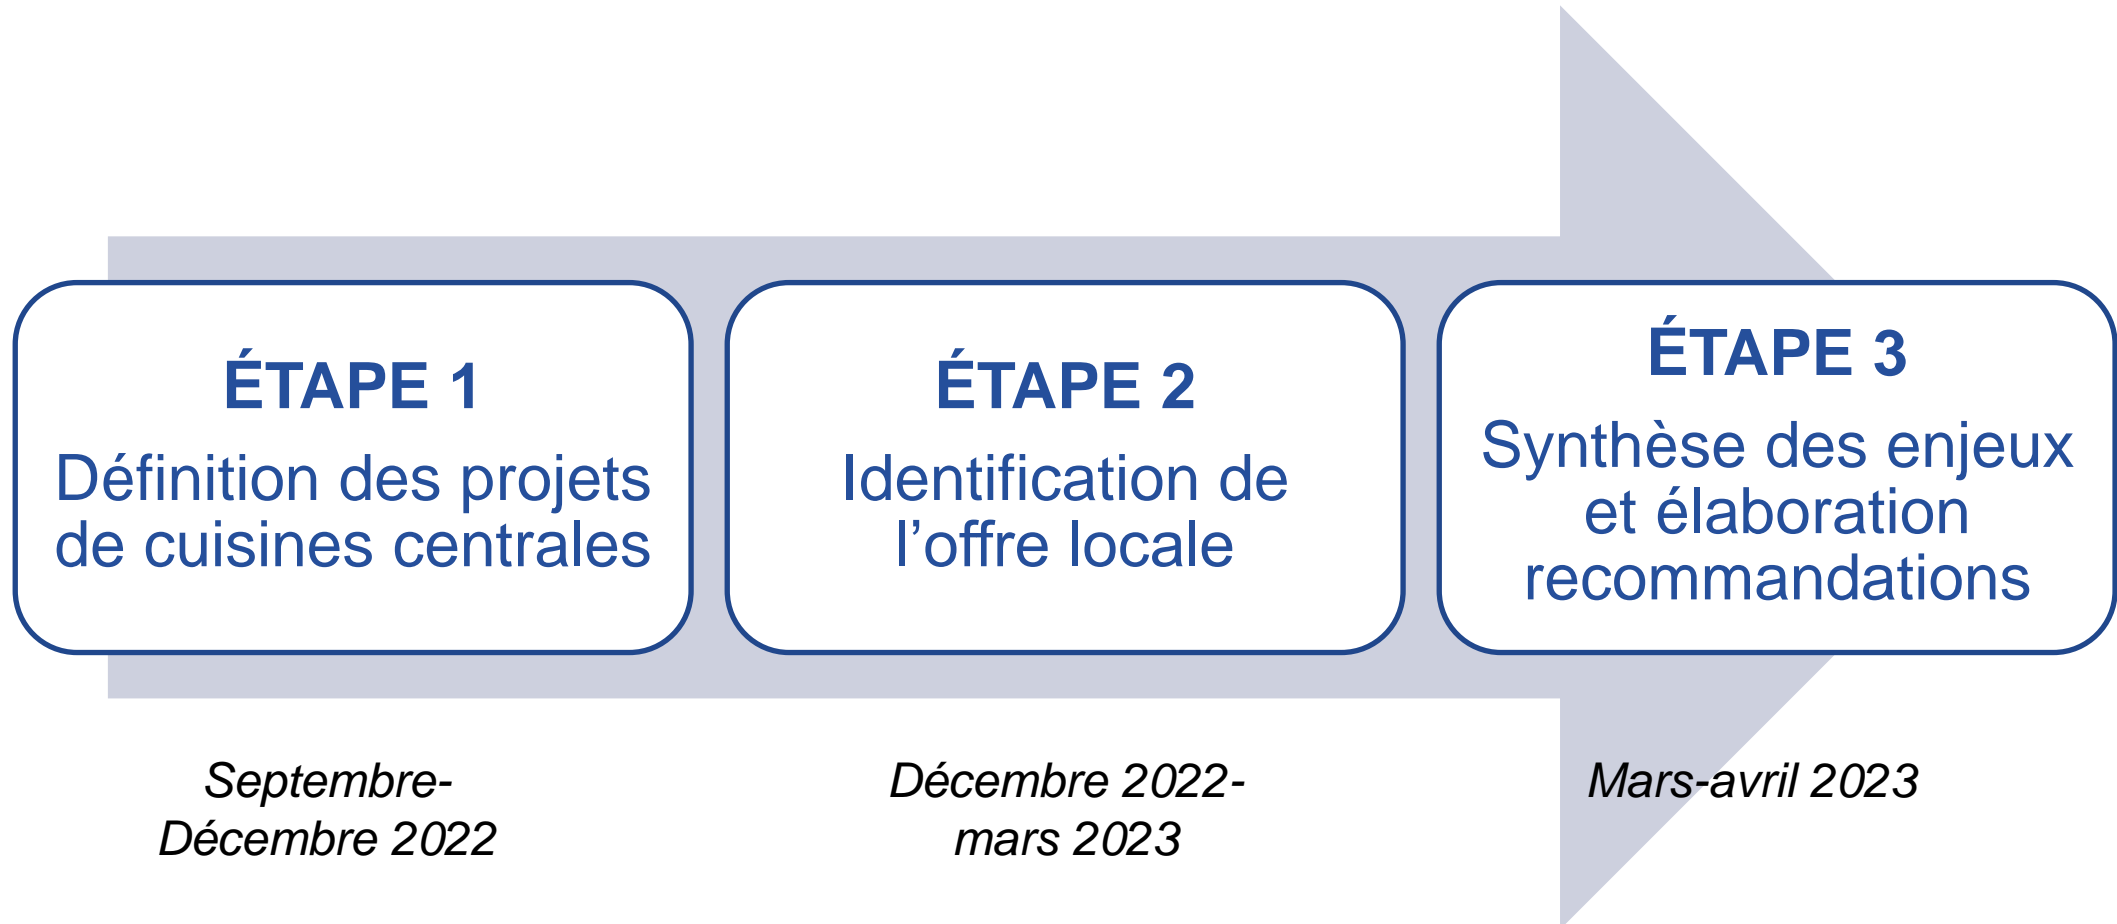 ÉTAPE 1
Définition des projets
de cuisines centrales
ÉTAPE 2
Identification de
l’offre locale
ÉTAPE 3
Synthèse des enjeux
et élaboration
recommandations
Septembre-
Décembre 2022
Décembre 2022-
mars 2023
Mars-avril 2023